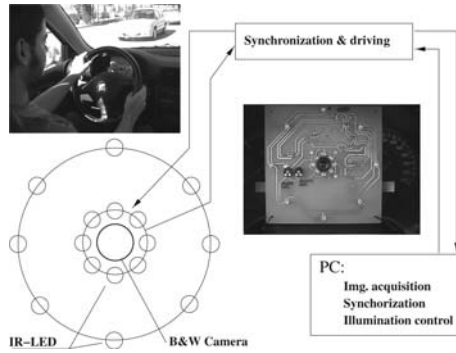 Synchronization & driving
PC:
Img. acquisition
Synchorization
Illumination control
IR-LED
B&W Camera